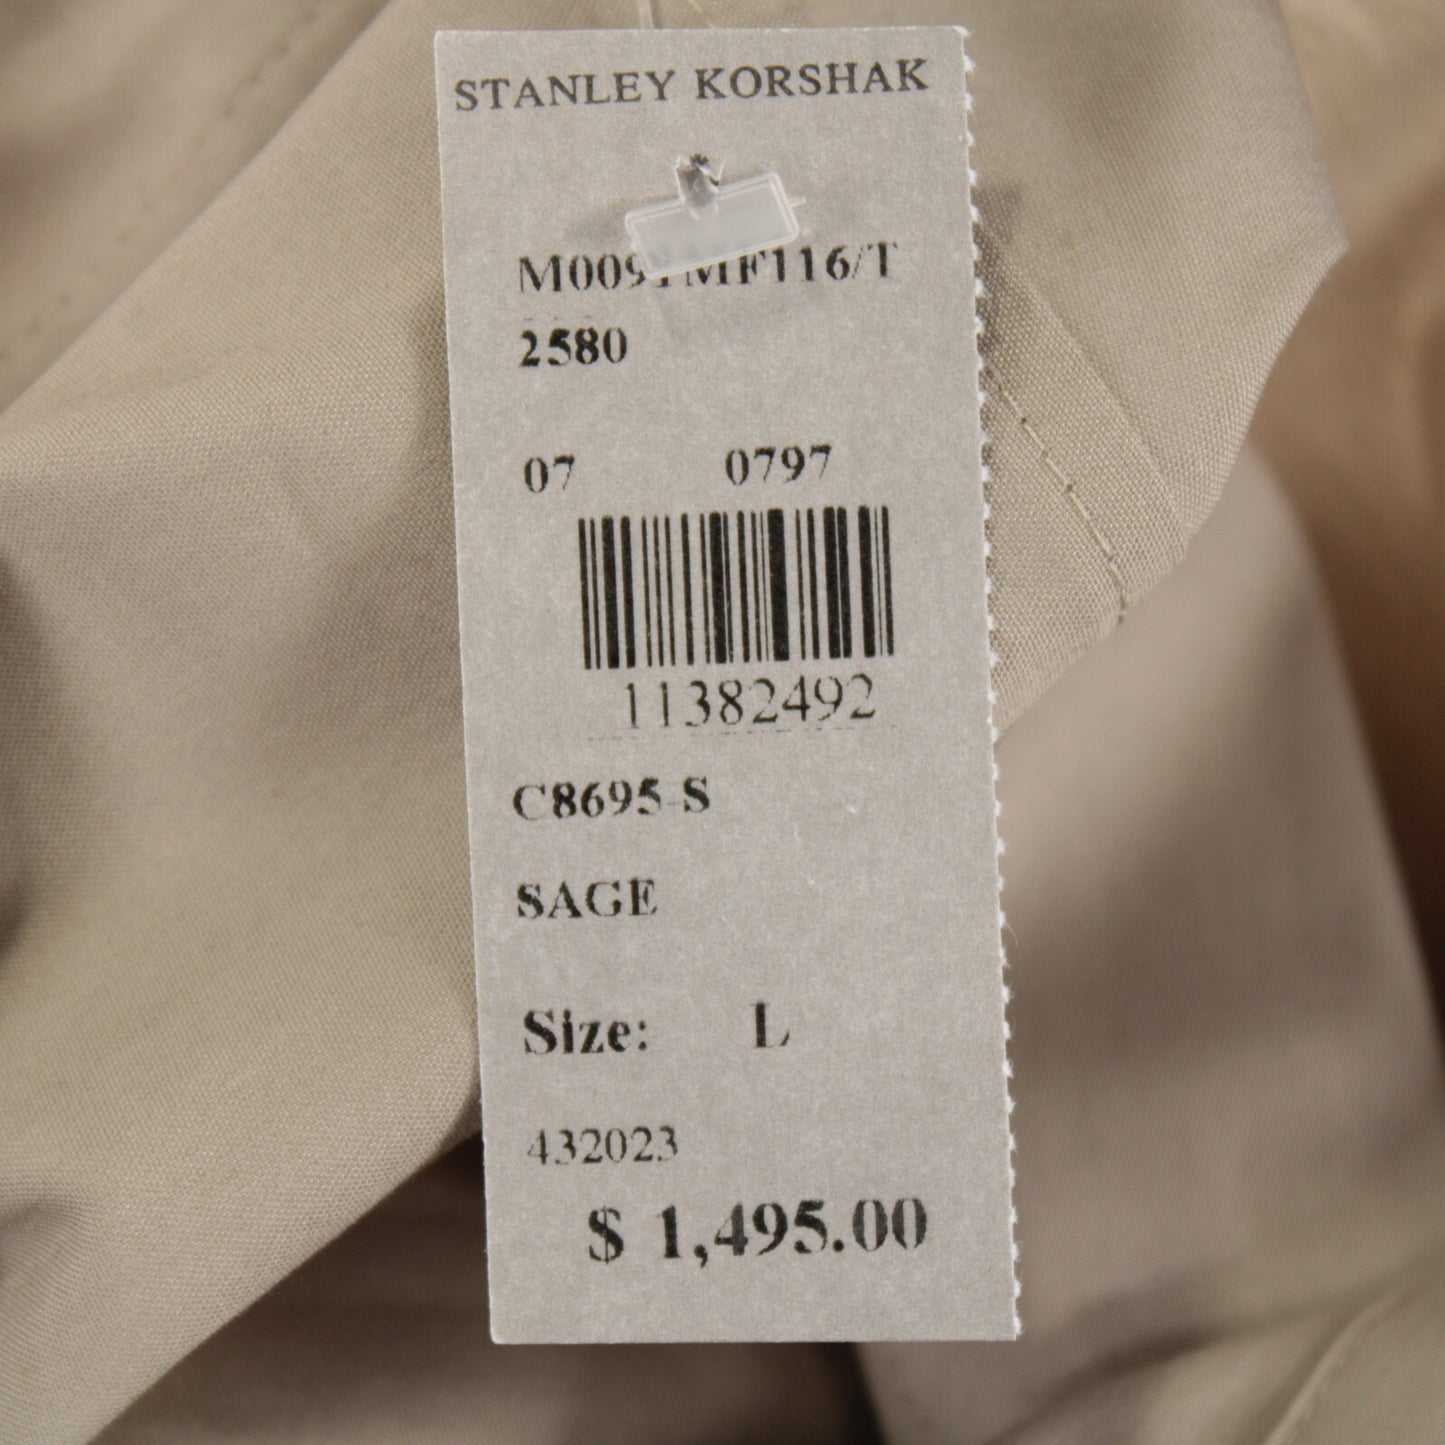 STANLEY KORSHAK
2580
07 0797
11382492
C8695-S
SAGE
Size: L
432023
$ 1,495.00